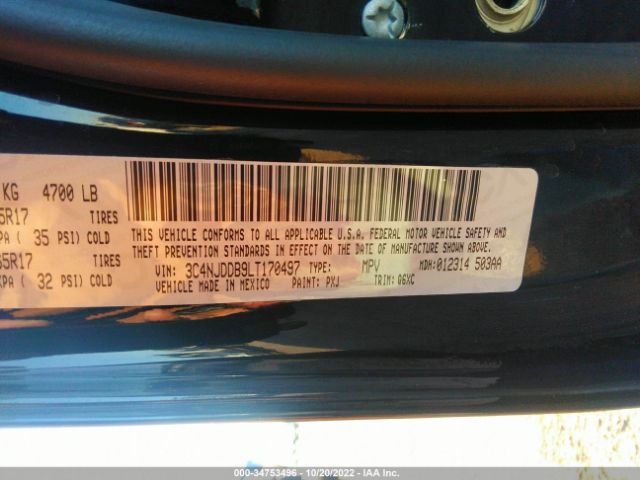 KG 4700 LB
5R17 TIRES
PA ( 35 PSI) COLD
65R17 TIRES
KPA ( 32 PSI) COLD
THIS VEHICLE CONFORMS TO ALL APPLICABLE U.S.A. FEDERAL MOTOR VEHICLE SAFETY AND
THEFT PREVENTION STANDARDS IN EFFECT ON THE DATE OF MANUFACTURE SHOWN ABOVE.
VIN: 3C4NJDDB9LT170497 TYPE: MPV MDH:012314 503AA
VEHICLE MADE IN MEXICO PAINT: PXJ TRIM: 06XC
000-34753496 - 10/20/2022 - IAA Inc.